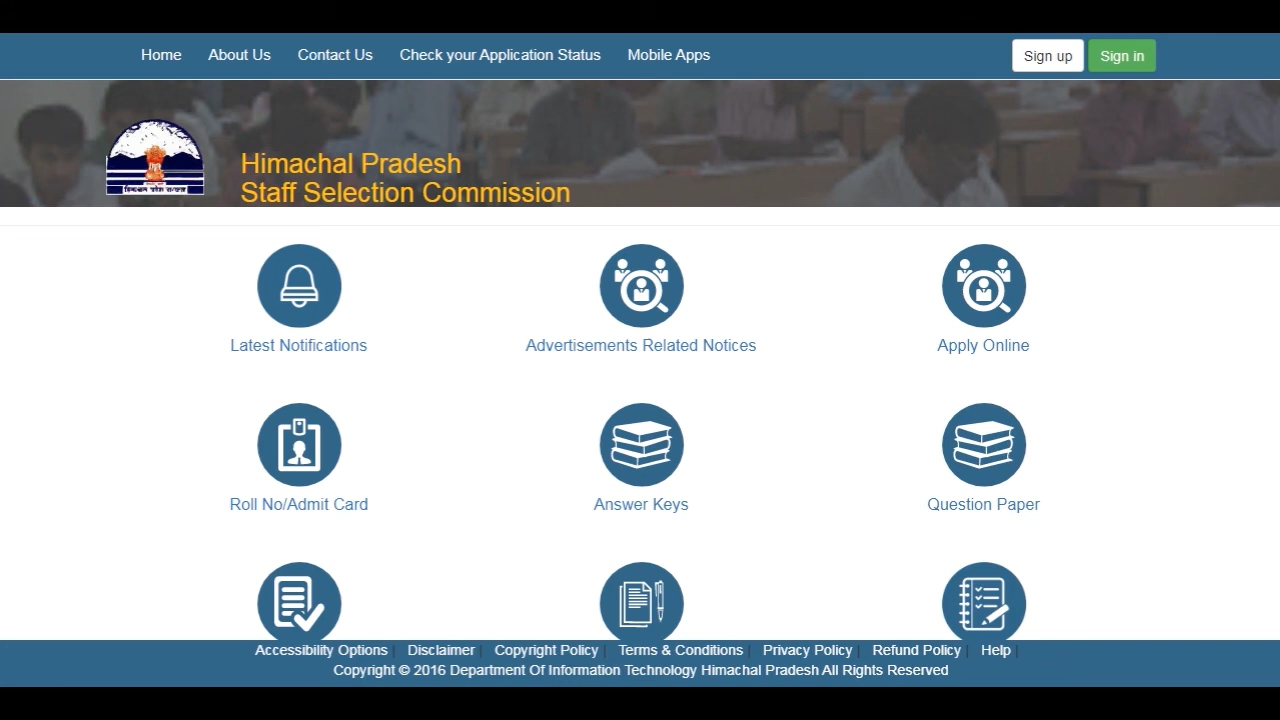 Home About Us Contact Us Check your Application Status Mobile Apps Sign up Sign in
Himachal Pradesh
Staff Selection Commission
Latest Notifications Advertisements Related Notices Apply Online
Roll No/Admit Card Answer Keys Question Paper
Accessibility Options | Disclaimer | Copyright Policy | Terms & Conditions | Privacy Policy | Refund Policy | Help |
Copyright © 2016 Department Of Information Technology Himachal Pradesh All Rights Reserved